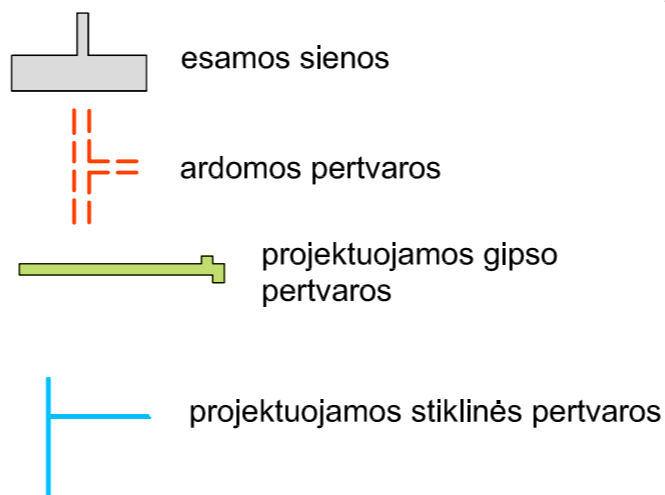 esamos sienos
ardomos pertvaros
projektuojamos gipso
pertvaros
projektuojamos stiklinės pertvaros